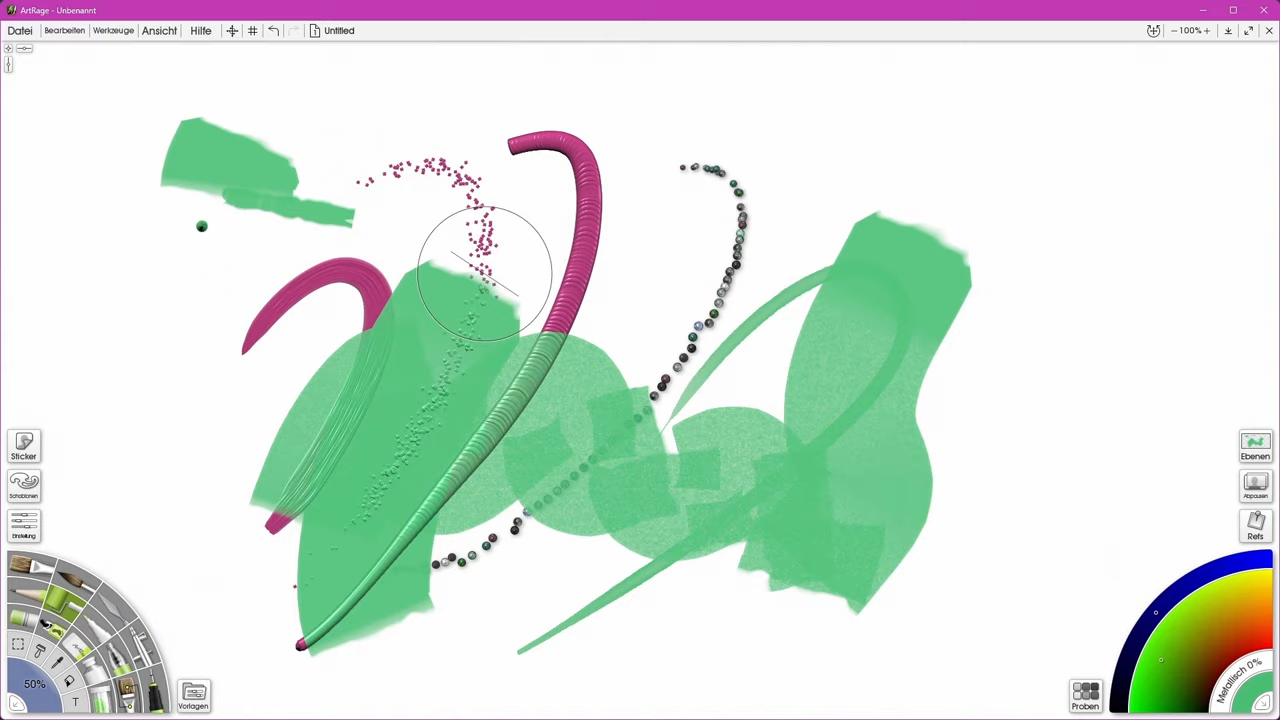 ArtRage - Unbenannt
Datei Bearbeiten Werkzeuge Ansicht Hilfe Untitled 100%
Sticker
Schablonen
Einstellung
50%
T
Vorlagen
Ebenen
Abpausen
Refs
Proben
Metallisch 0%